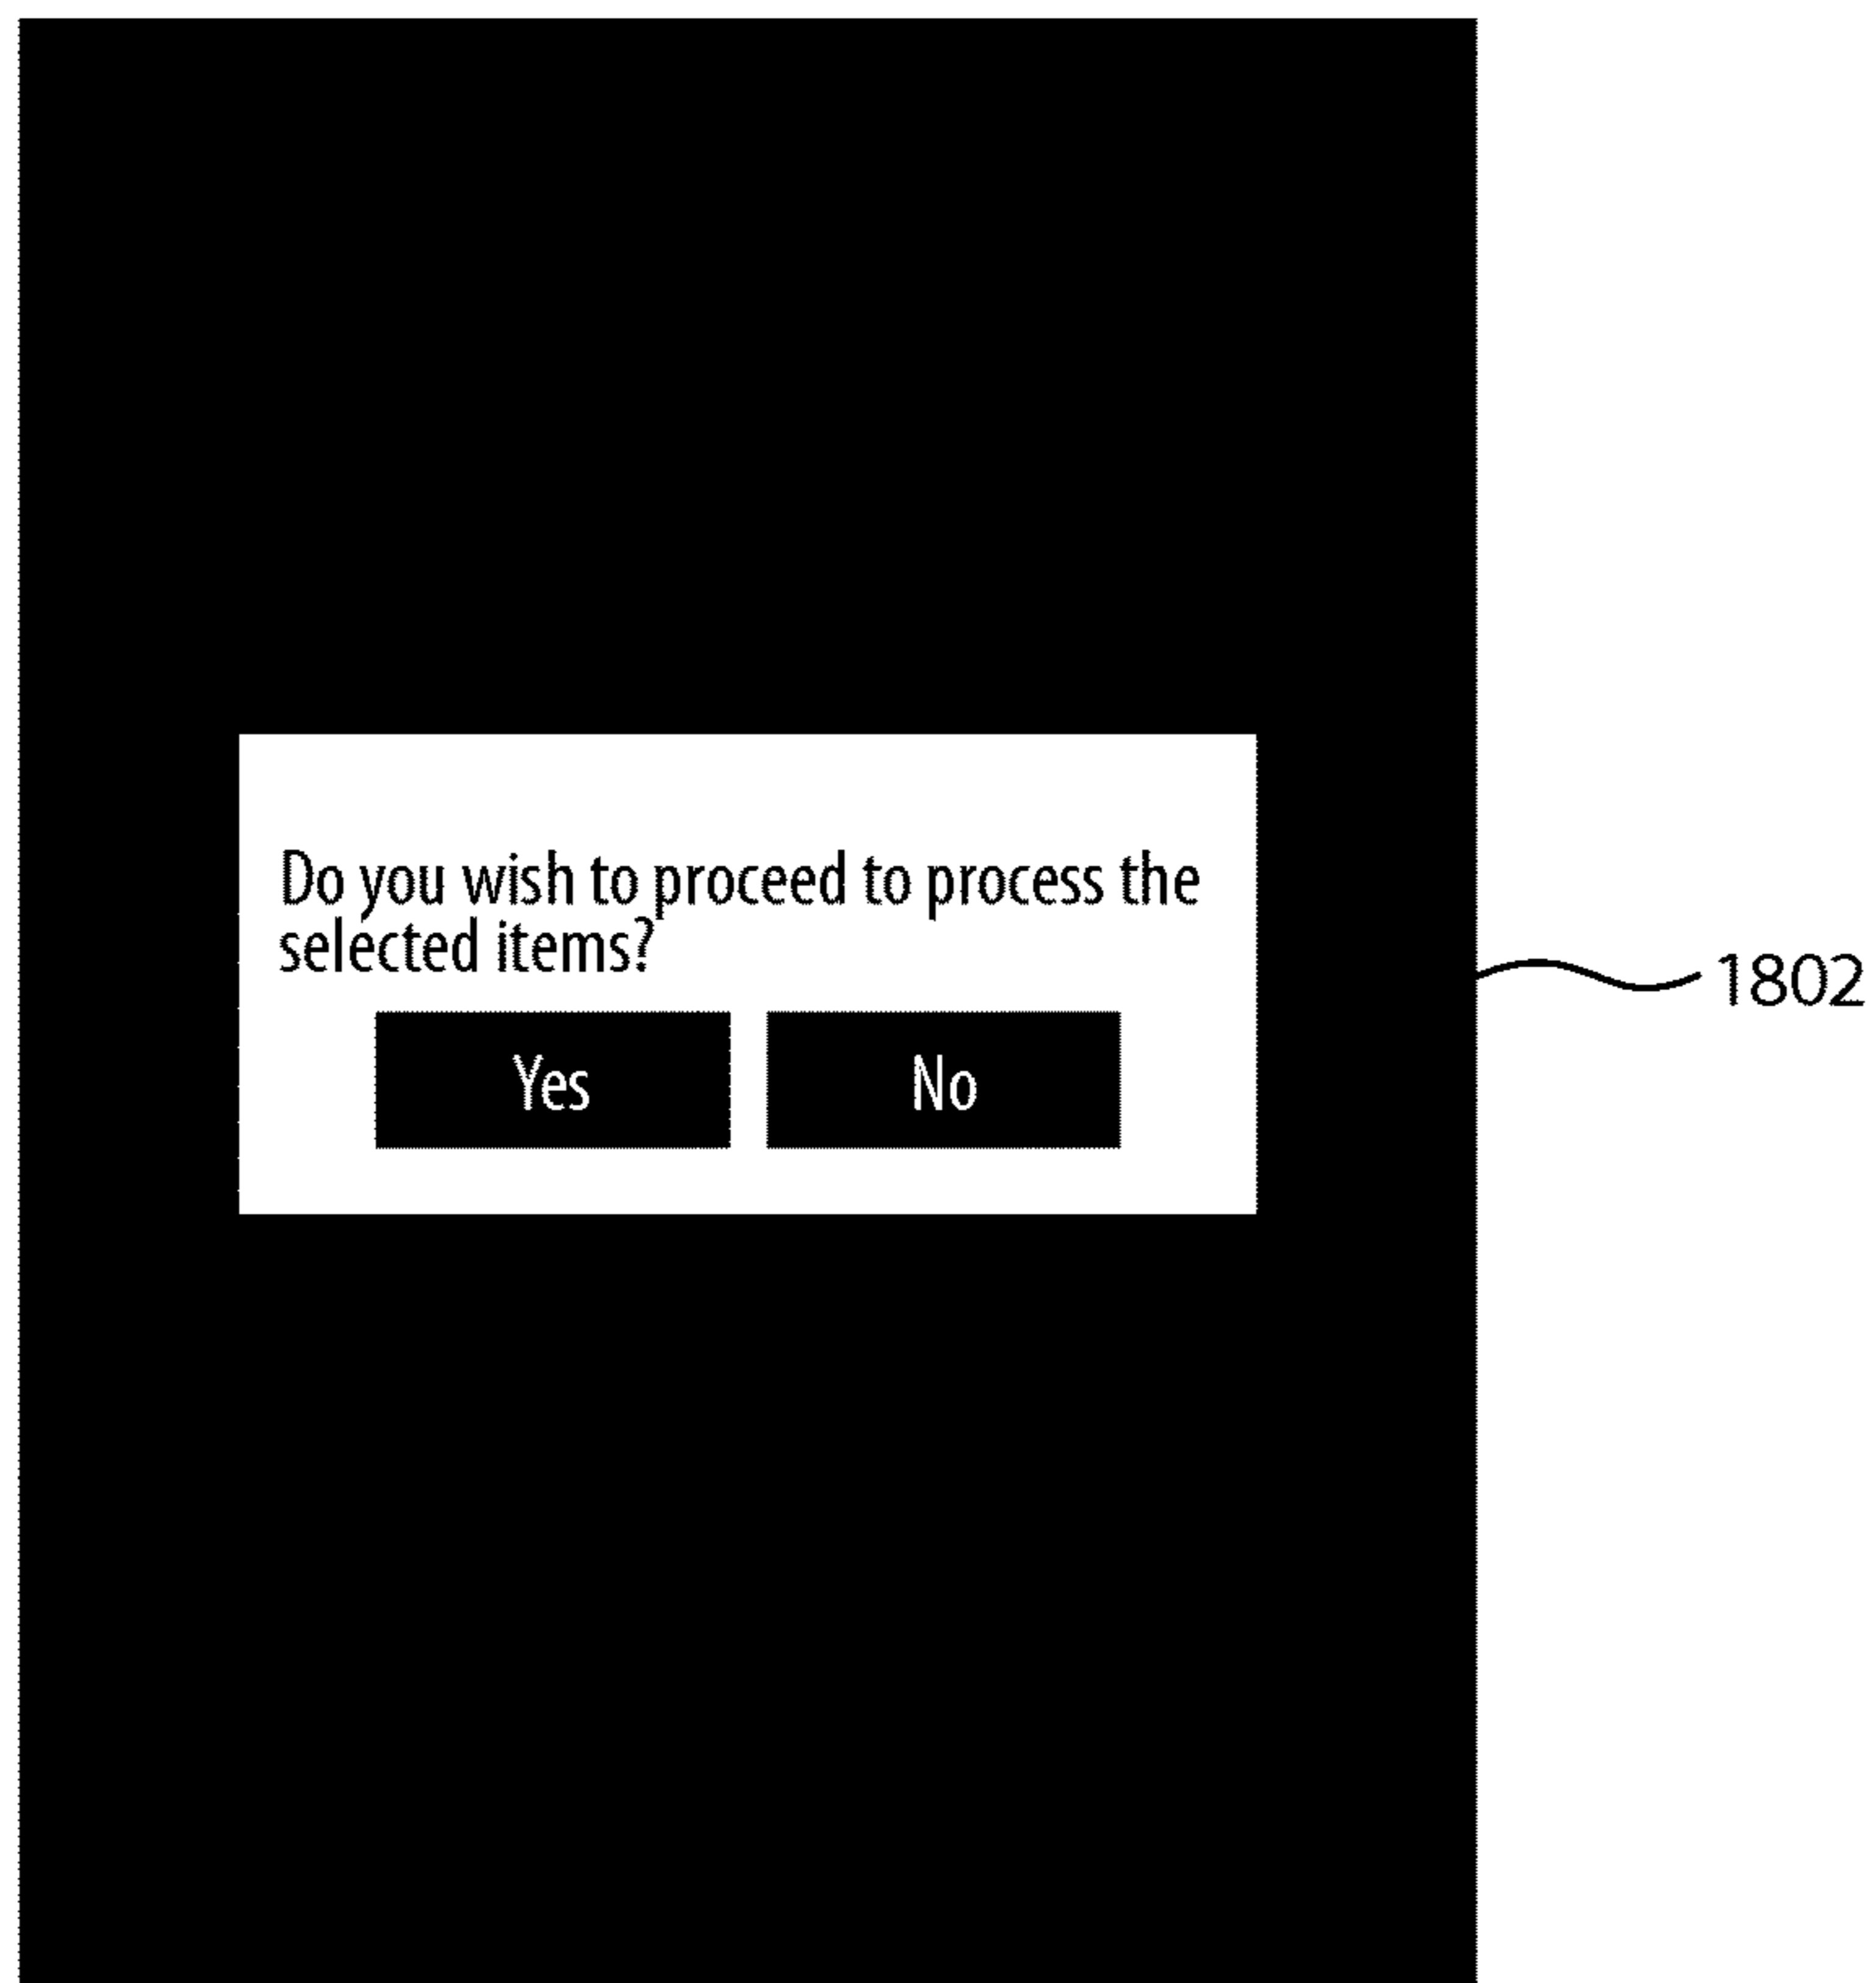 Do you wish to proceed to process the
selected items?
Yes No
1802